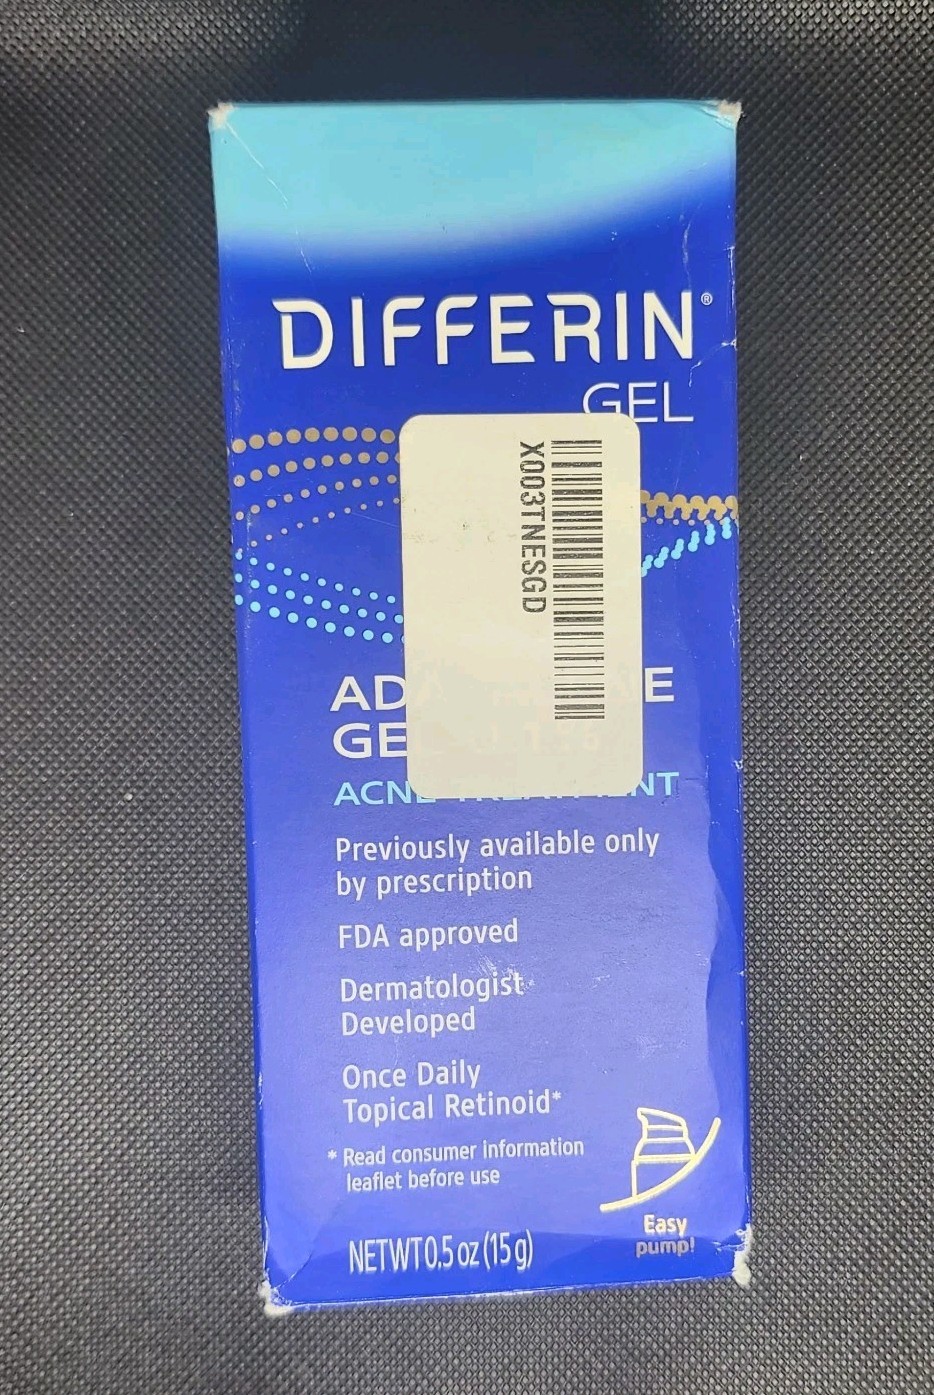 DIFFERIN®
GEL
X003TNESGD
ACNE TREATMENT
Previously available only
by prescription
FDA approved
Dermatologist
Developed
Once Daily
Topical Retinoid*
* Read consumer information
leaflet before use
Easy
pump!
NET WT 0.5 oz (15 g)